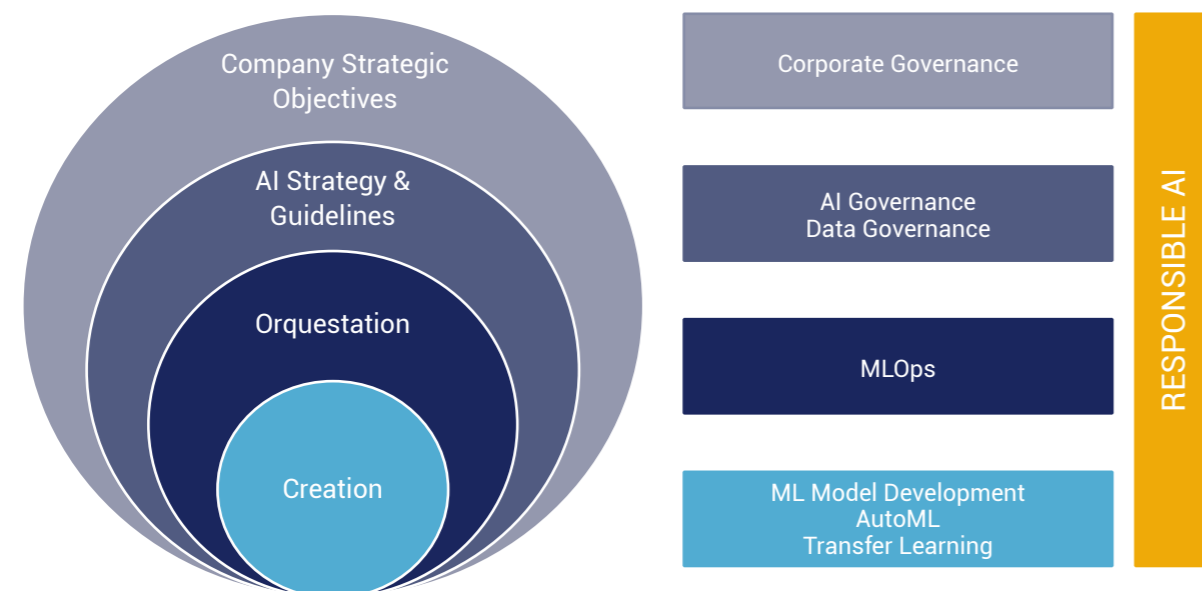 Company Strategic
Objectives
AI Strategy &
Guidelines
Orquestation
Creation
Corporate Governance
AI Governance
Data Governance
MLOps
ML Model Development
AutoML
Transfer Learning
RESPONSIBLE AI